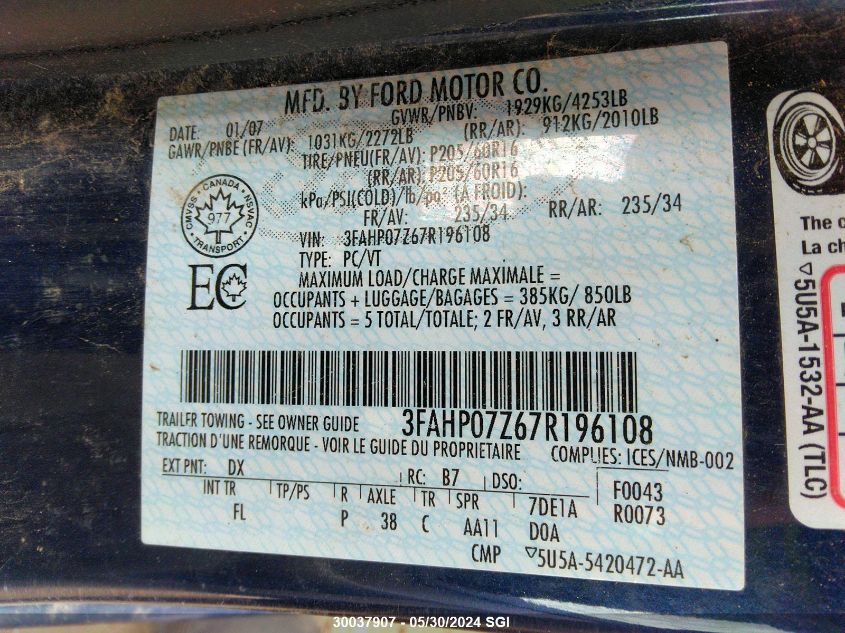 MFD. BY FORD MOTOR CO.
DATE: 01/07 GVWR/PNBV: 1929KG/4253LB
GAWR/PNBE (FR/AV): 1031KG/2272LB (RR/AR): 912KG/2010LB
TIRE/PNEU(FR/AV): P205/60R16
(RR/AR): P205/60R16
kPa/PSI(COLD)/lb/po² (A FROID):
FR/AV: 235/34 RR/AR: 235/34
CANADA
CMVSS NSVAC
977
TRANSPORT
VIN: 3FAHP07Z67R196108
TYPE: PC/VT
EC
MAXIMUM LOAD/CHARGE MAXIMALE =
OCCUPANTS + LUGGAGE/BAGAGES = 385KG/ 850LB
OCCUPANTS = 5 TOTAL/TOTALE; 2 FR/AV, 3 RR/AR
3FAHP07Z67R196108
TRAILER TOWING - SEE OWNER GUIDE
TRACTION D'UNE REMORQUE - VOIR LE GUIDE DU PROPRIETAIRE
COMPLIES: ICES/NMB-002
EXT PNT: DX RC: B7 DSO: F0043
INT TR TP/PS R AXLE TR SPR 7DE1A R0073
FL P 38 C AA11 D0A
CMP ▽5U5A-5420472-AA
The c
La ch
▽5U5A-1532-AA (TLC)
30037907 - 05/30/2024 SGI